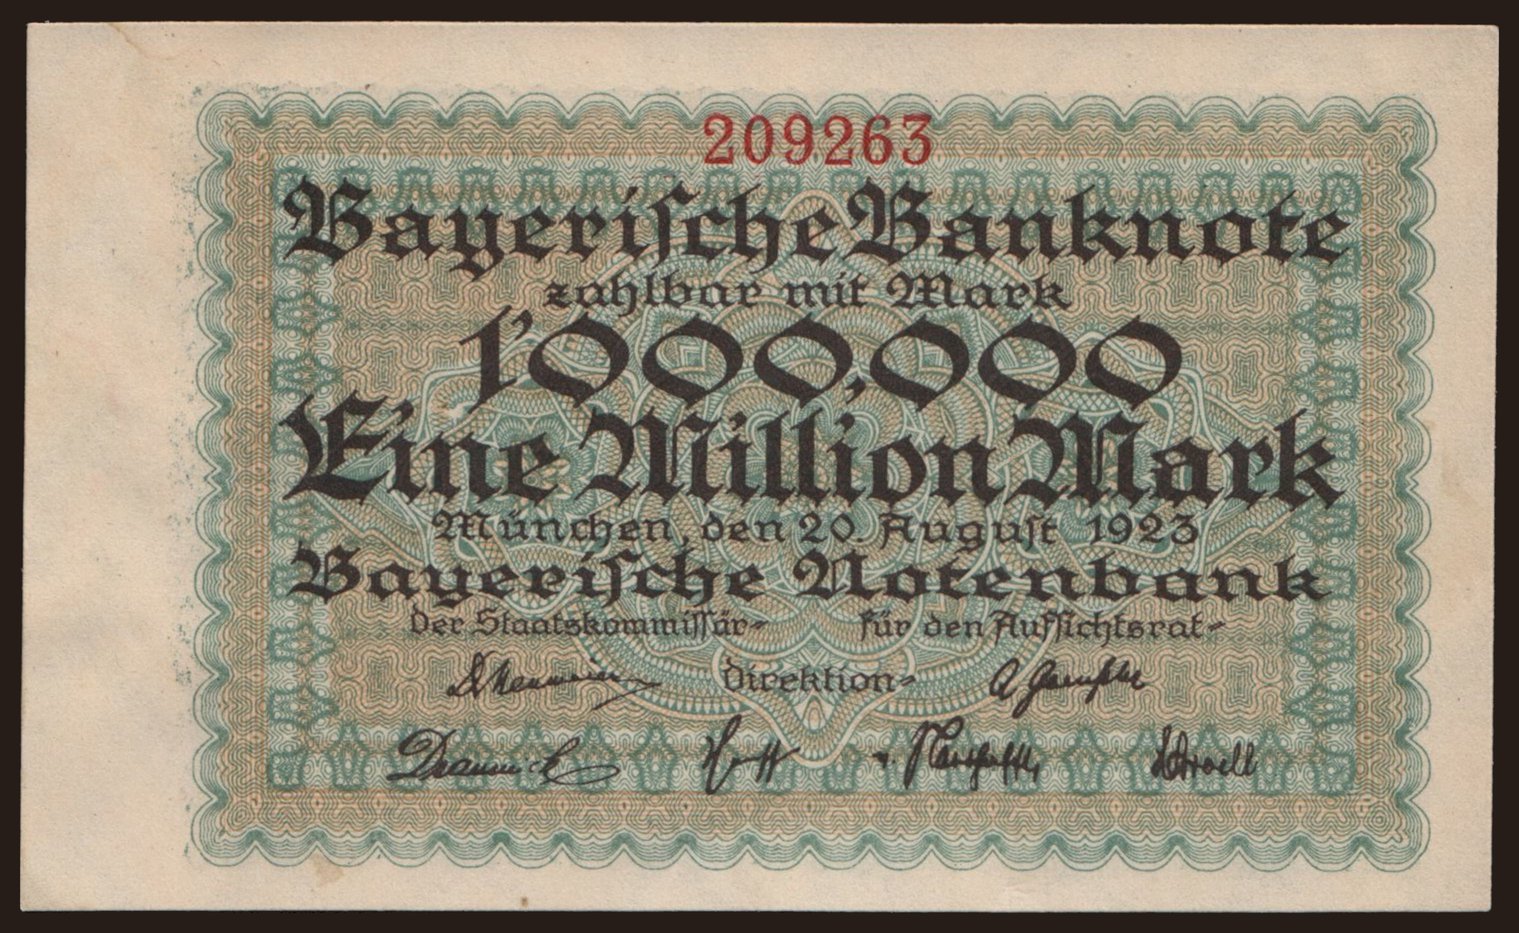 209263
Bayerische Banknote
zahlbar mit Mark
1'000,000
Eine Million Mark
München, den 20. August 1923
Bayerische Notenbank
Der Staatskommissär- für den Aufsichtsrat-
Direktion-